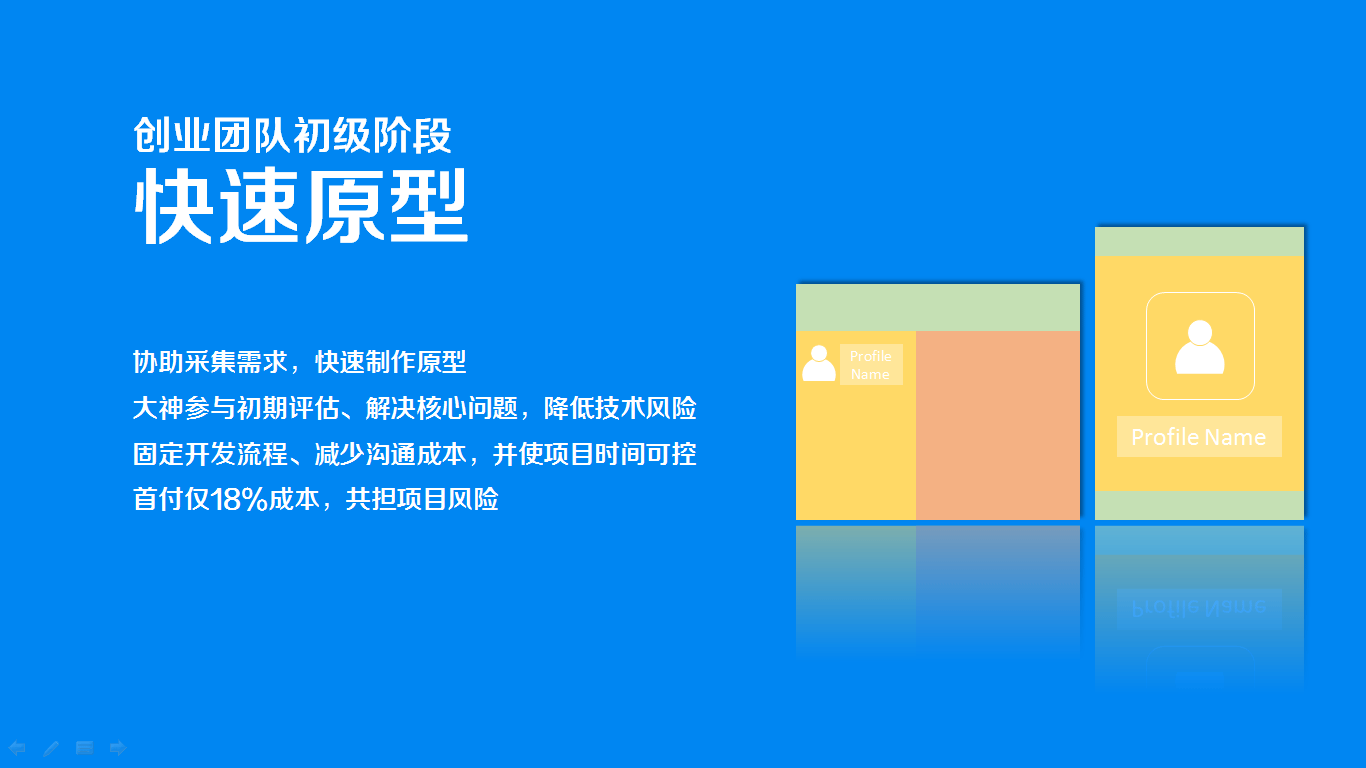 创业团队初级阶段
快速原型
协助采集需求，快速制作原型
大神参与初期评估、解决核心问题，降低技术风险
固定开发流程、减少沟通成本，并使项目时间可控
首付仅18%成本，共担项目风险
Profile
Name
Profile Name